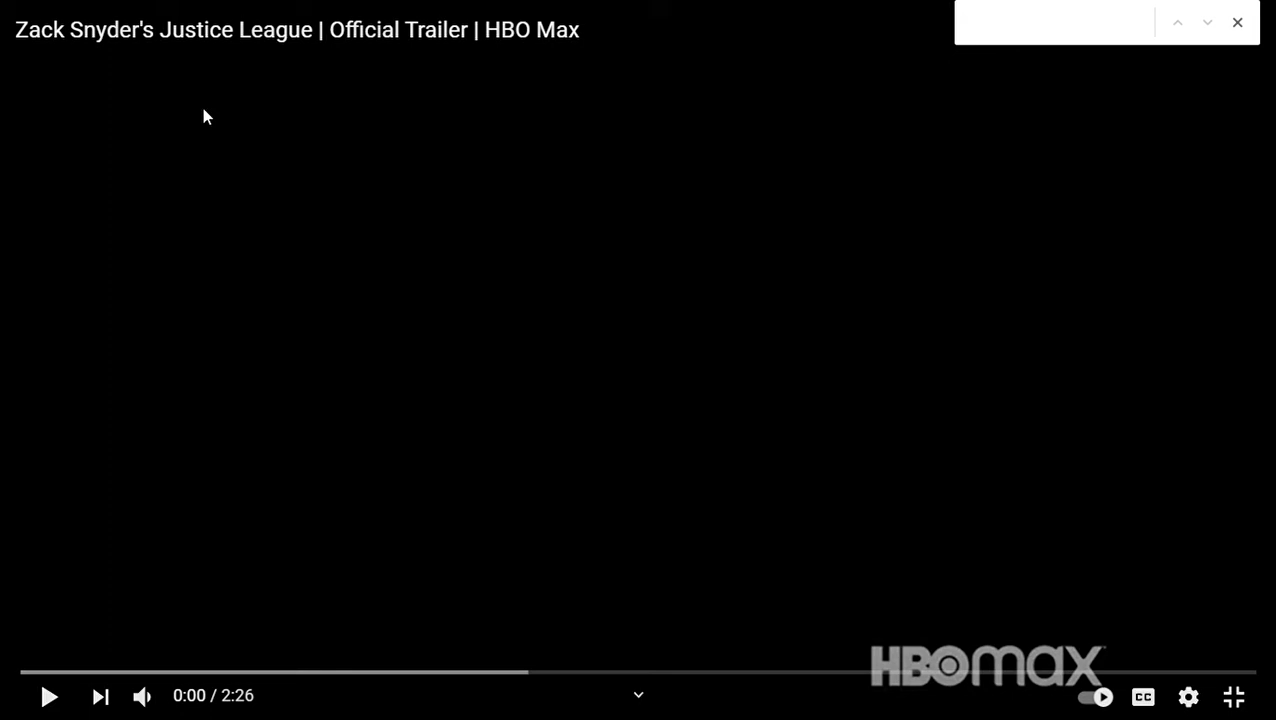 Zack Snyder's Justice League | Official Trailer | HBO Max
HBOmax
0:00 / 2:26
CC